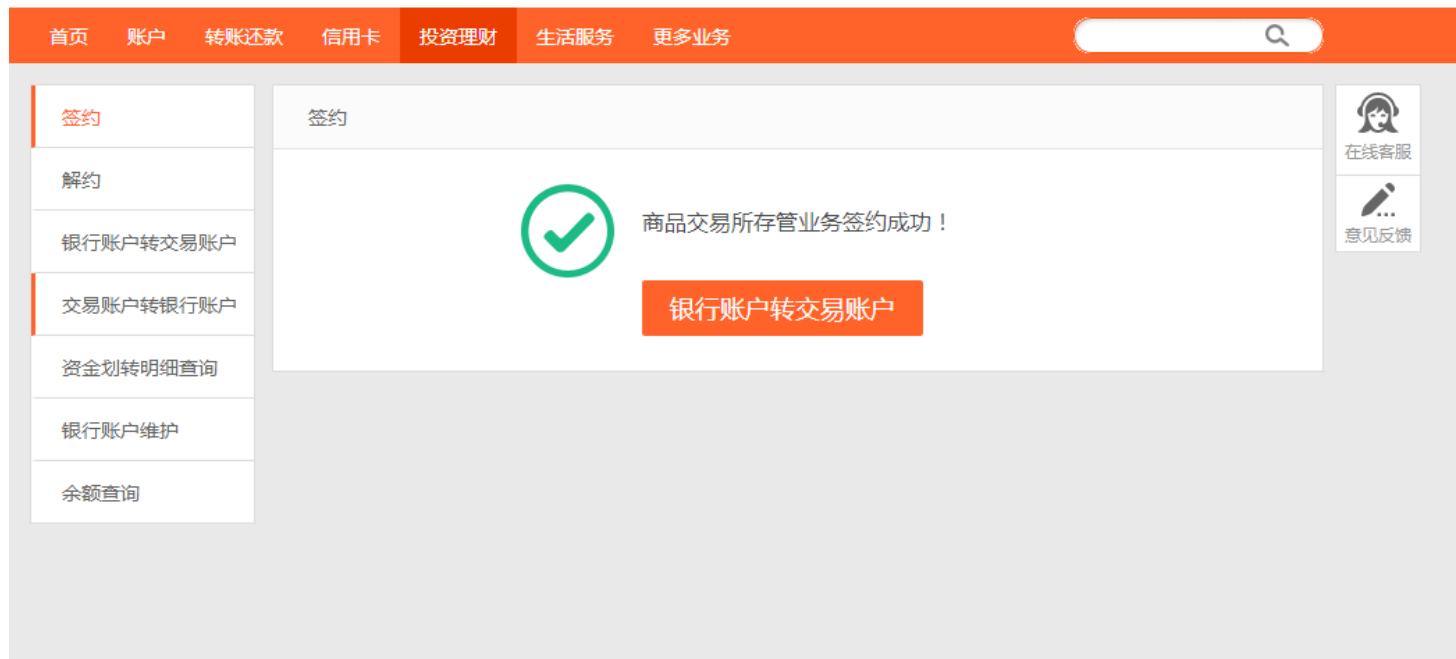 首页 账户 转账还款 信用卡 投资理财 生活服务 更多业务
签约
解约
银行账户转交易账户
交易账户转银行账户
资金划转明细查询
银行账户维护
余额查询
签约
商品交易所存管业务签约成功！
银行账户转交易账户
在线客服
意见反馈